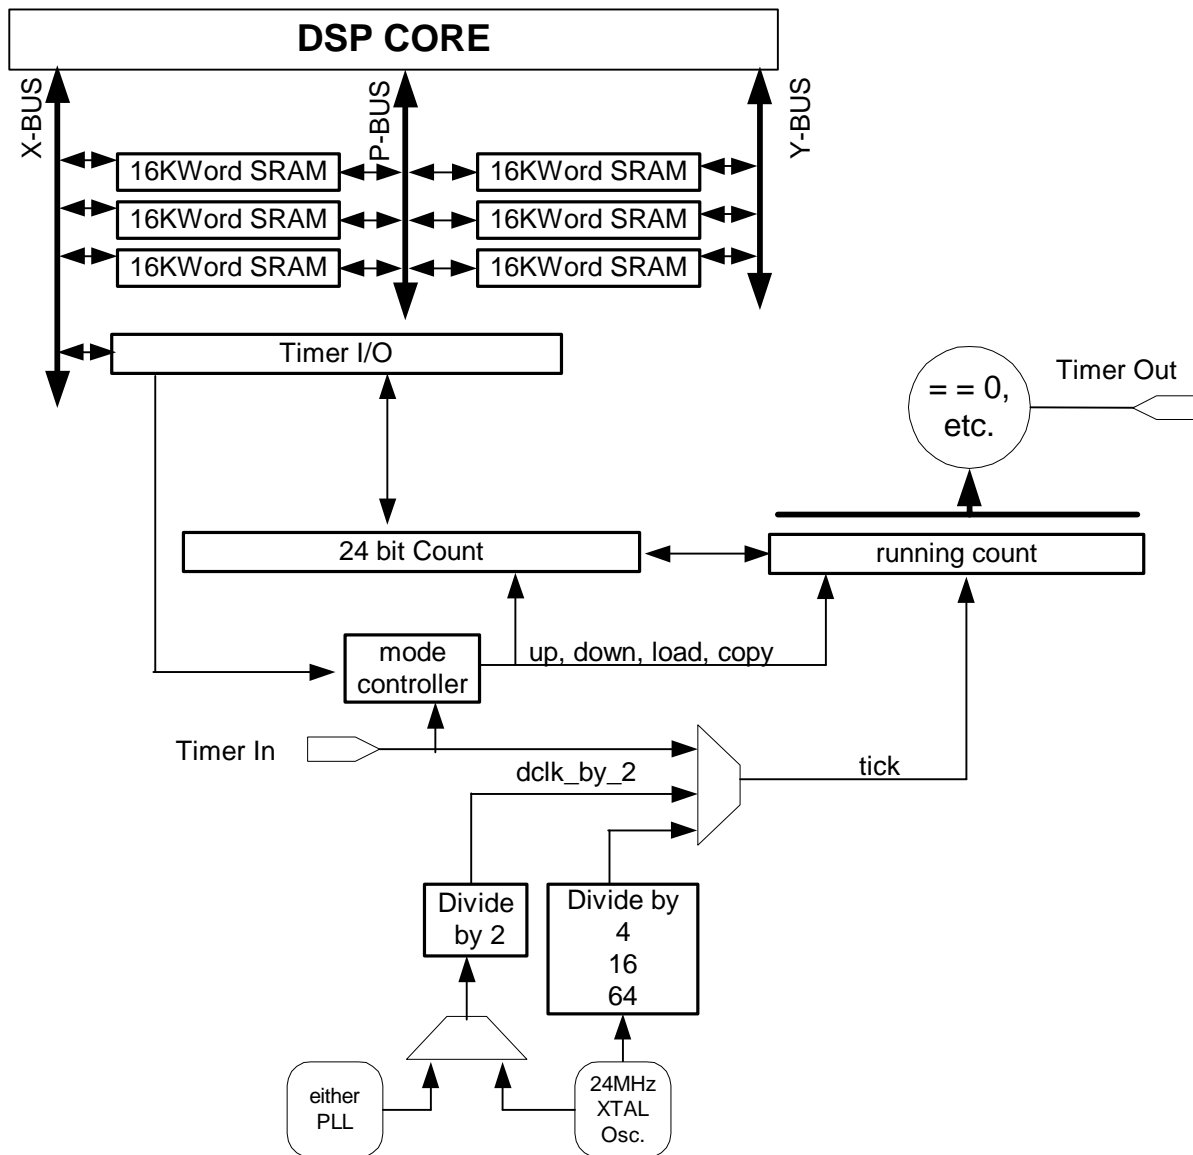 DSP CORE
X-BUS
P-BUS
Y-BUS
16KWord SRAM
16KWord SRAM
16KWord SRAM
16KWord SRAM
16KWord SRAM
16KWord SRAM
Timer I/O
= = 0,
etc.
Timer Out
24 bit Count
running count
mode
controller
up, down, load, copy
Timer In
dclk_by_2
tick
Divide
by 2
Divide by
4
16
64
either
PLL
24MHz
XTAL
Osc.